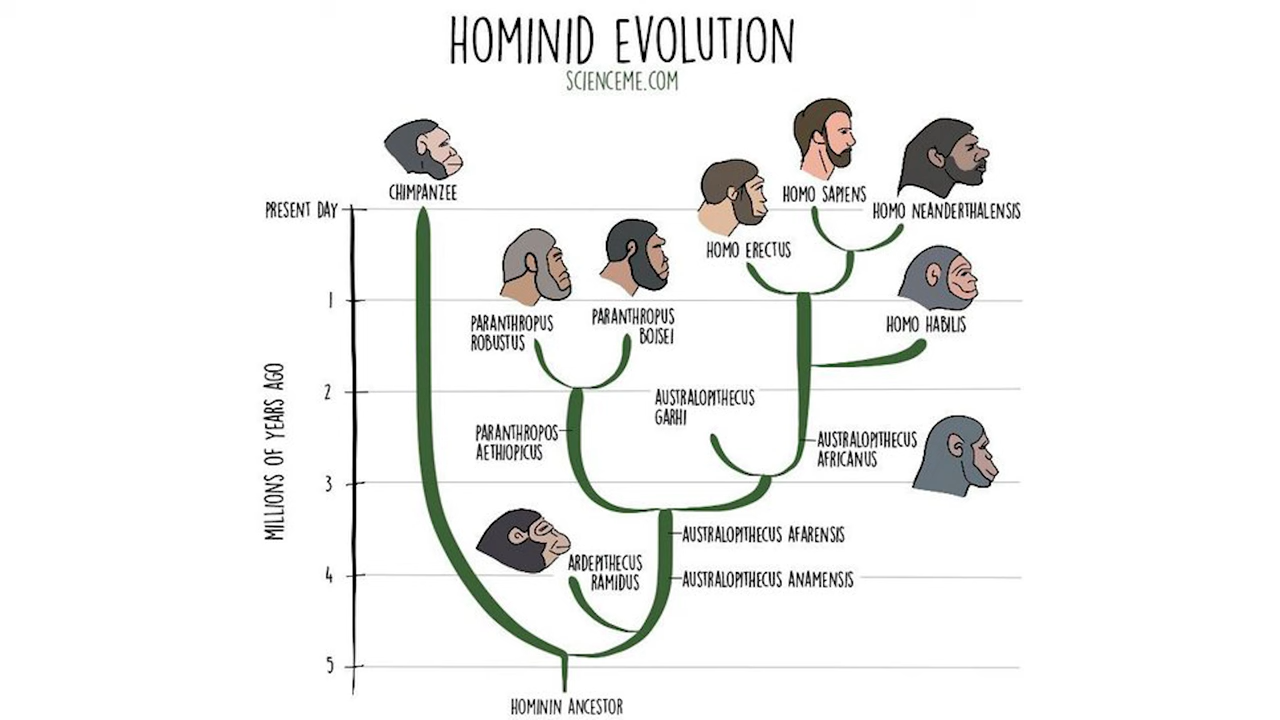 HOMINID EVOLUTION
SCIENCEME.COM
CHIMPANZEE
HOMO SAPIENS
HOMO NEANDERTHALENSIS
PRESENT DAY
HOMO ERECTUS
1
PARANTHROPUS
ROBUSTUS
PARANTHROPUS
BOISEI
HOMO HABILIS
MILLIONS OF YEARS AGO
2
AUSTRALOPITHECUS
GARHI
PARANTHROPOS
AETHIOPICUS
AUSTRALOPITHECUS
AFRICANUS
3
AUSTRALOPITHECUS AFARENSIS
ARDEPITHECUS
RAMIDUS
4
AUSTRALOPITHECUS ANAMENSIS
5
HOMININ ANCESTOR